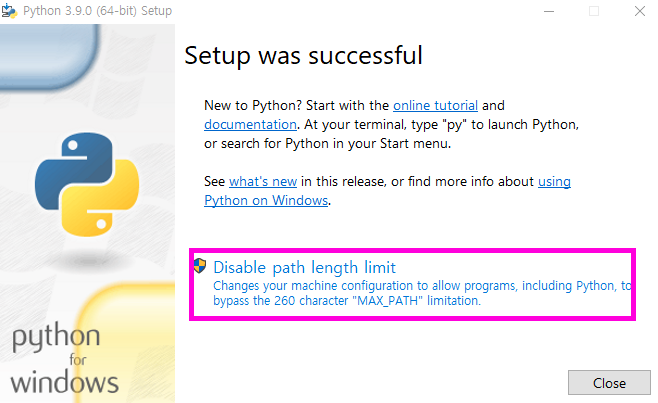 Python 3.9.0 (64-bit) Setup
Setup was successful
New to Python? Start with the online tutorial and
documentation. At your terminal, type "py" to launch Python,
or search for Python in your Start menu.
See what's new in this release, or find more info about using
Python on Windows.
Disable path length limit
Changes your machine configuration to allow programs, including Python, to
bypass the 260 character "MAX_PATH" limitation.
python
for
windows
Close